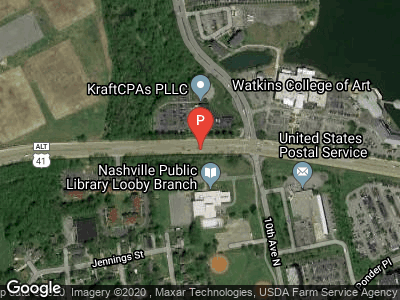 KraftCPAs PLLC
Watkins College of Art
P
ALT
41
United States
Postal Service
Nashville Public
Library Looby Branch
10th Ave N
Jennings St
Ponder Pl
Google
Imagery ©2020 , Maxar Technologies, USDA Farm Service Agency